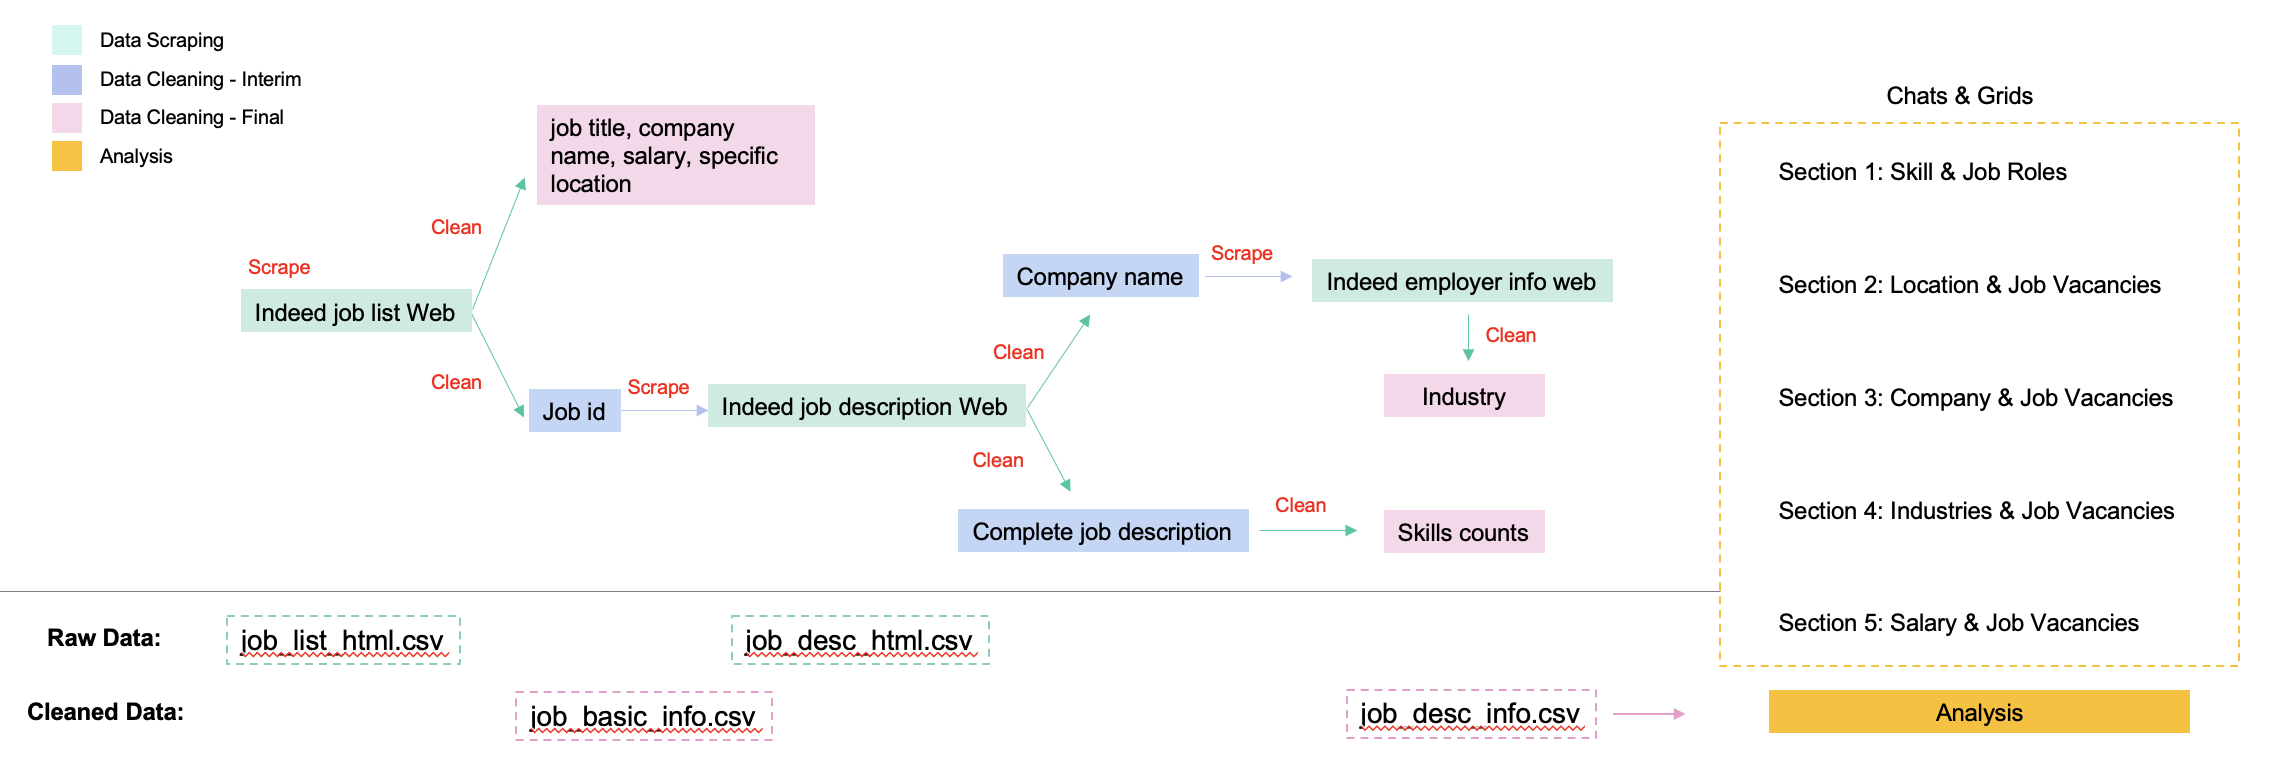 Data Scraping
Data Cleaning - Interim
Data Cleaning - Final
Analysis
job title, company
name, salary, specific
location
Clean
Scrape
Indeed job list Web
Clean
Job id
Scrape
Indeed job description Web
Clean
Company name
Scrape
Indeed employer info web
Clean
Industry
Clean
Complete job description
Clean
Skills counts
Chats & Grids
Section 1: Skill & Job Roles
Section 2: Location & Job Vacancies
Section 3: Company & Job Vacancies
Section 4: Industries & Job Vacancies
Section 5: Salary & Job Vacancies
Raw Data:
job_list_html.csv
job_desc_html.csv
Cleaned Data:
job_basic_info.csv
job_desc_info.csv
Analysis